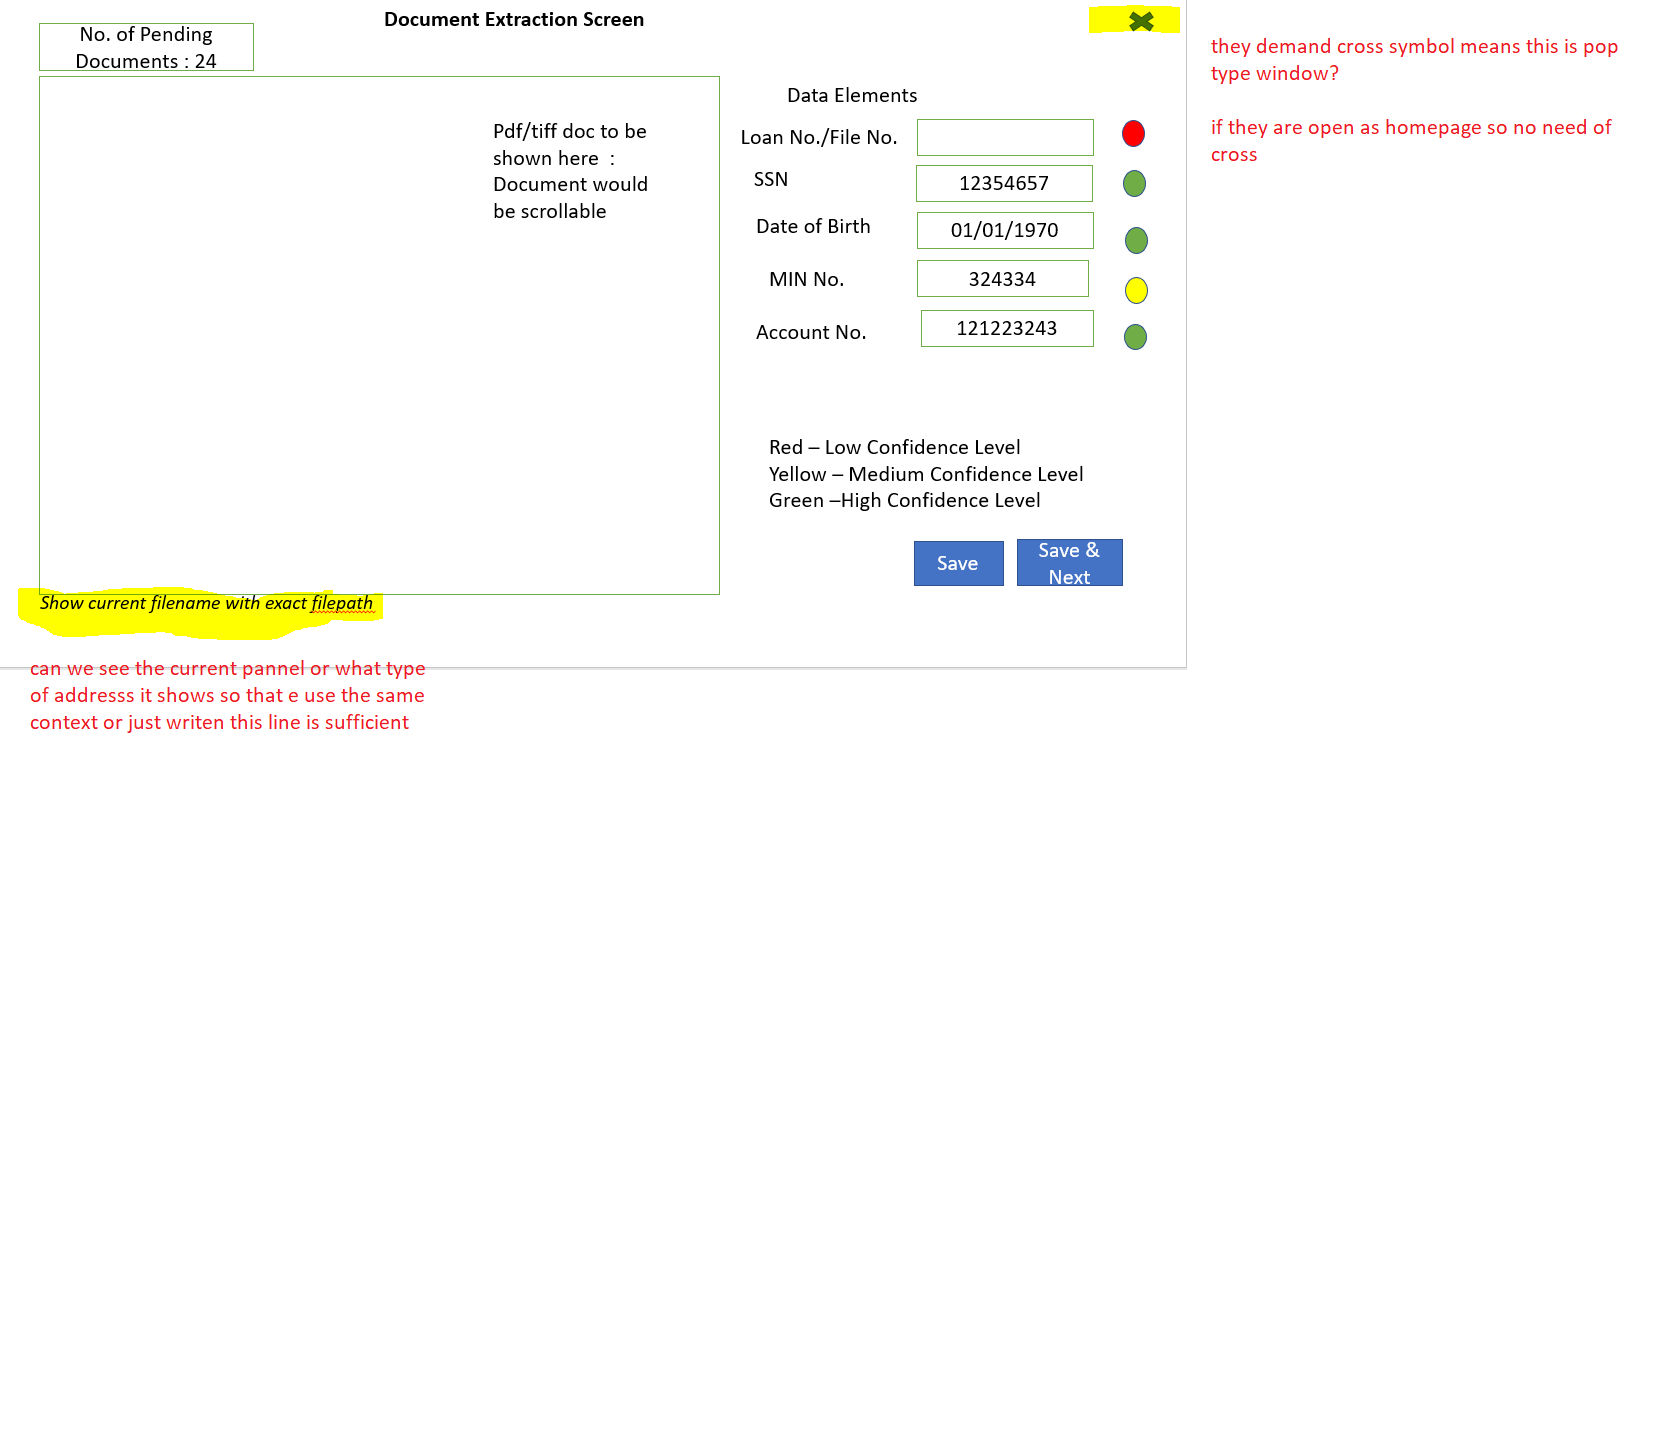 Document Extraction Screen
No. of Pending
Documents : 24
they demand cross symbol means this is pop
type window?
if they are open as homepage so no need of
cross
Pdf/tiff doc to be
shown here  :
Document would
be scrollable
Data Elements
Loan No./File No.
SSN
12354657
Date of Birth
01/01/1970
MIN No.
324334
Account No.
121223243
Red – Low Confidence Level
Yellow – Medium Confidence Level
Green –High Confidence Level
Save
Save &
Next
Show current filename with exact filepath
can we see the current pannel or what type
of addresss it shows so that e use the same
context or just writen this line is sufficient